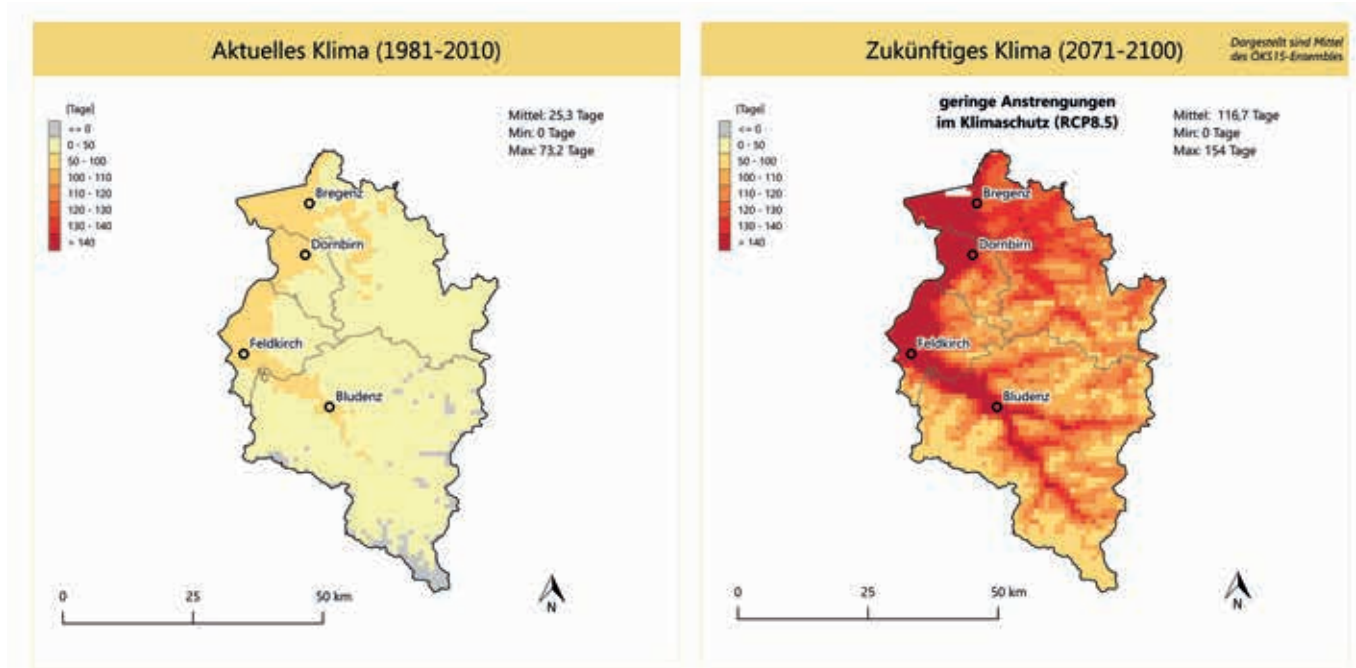 Aktuelles Klima (1981-2010)
[Tage]
<= 0
0 - 50
50 - 100
100 - 110
110 - 120
120 - 130
130 - 140
> 140
Mittel: 25,3 Tage
Min: 0 Tage
Max: 73,2 Tage
Bregenz
Dornbirn
Feldkirch
Bludenz
0 25 50 km
N
Zukünftiges Klima (2071-2100)
Dargestellt sind Mittel
des ÖKS15-Ensembles
geringe Anstrengungen
im Klimaschutz (RCP8.5)
[Tage]
<= 0
0 - 50
50 - 100
100 - 110
110 - 120
120 - 130
130 - 140
> 140
Mittel: 116,7 Tage
Min: 0 Tage
Max: 154 Tage
Bregenz
Dornbirn
Feldkirch
Bludenz
0 25 50 km
N